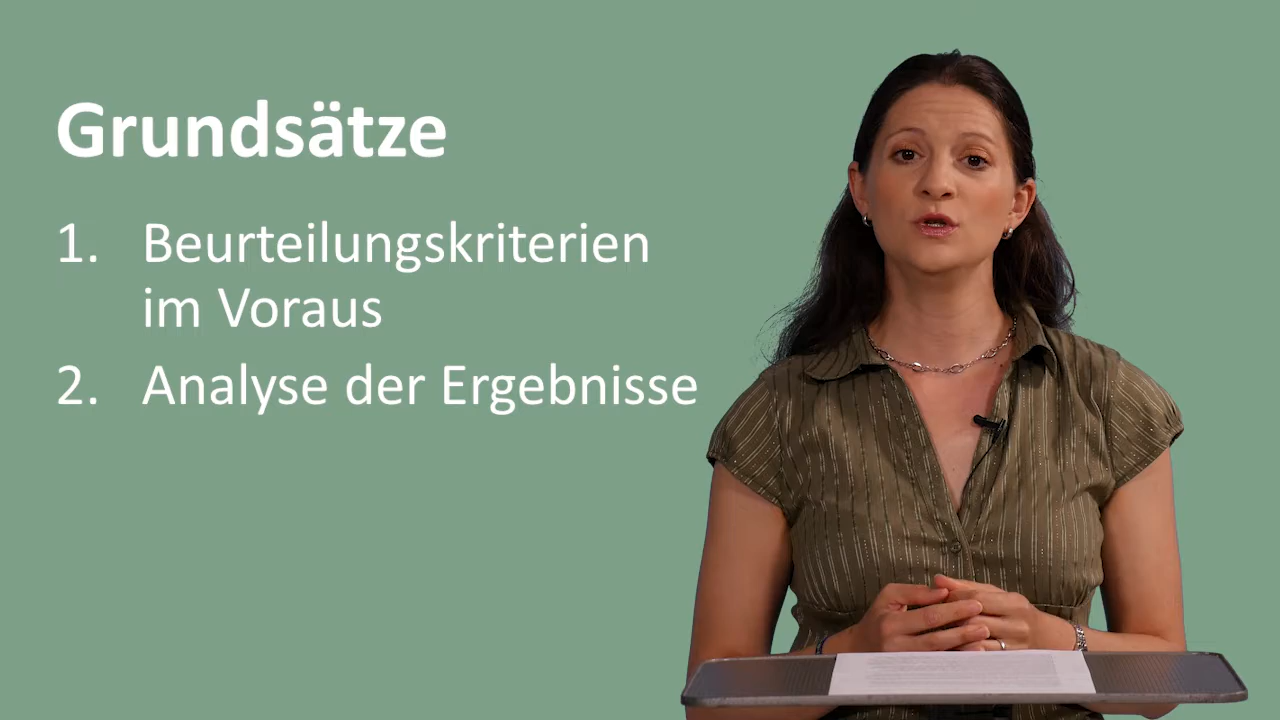 Grundsätze
1. Beurteilungskriterien
im Voraus
2. Analyse der Ergebnisse